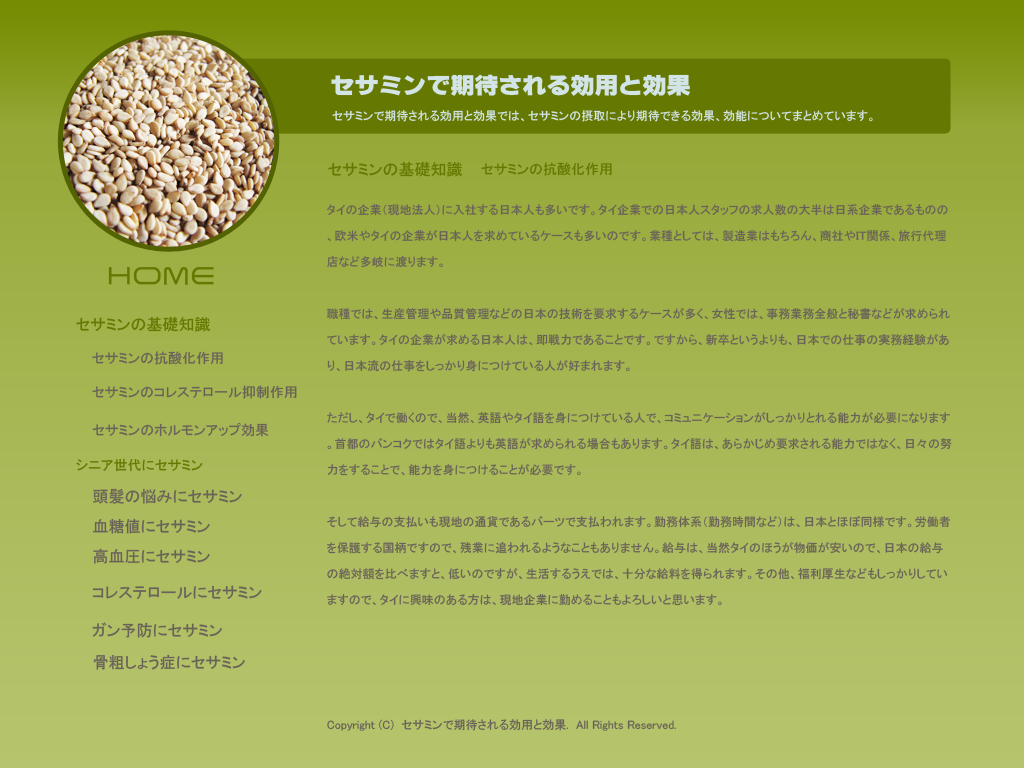 セサミンで期待される効用と効果
セサミンで期待される効用と効果では、セサミンの摂取により期待できる効果、効能についてまとめています。
HOME
セサミンの基礎知識
セサミンの抗酸化作用
セサミンのコレステロール抑制作用
セサミンのホルモンアップ効果
シニア世代にセサミン
頭髪の悩みにセサミン
血糖値にセサミン
高血圧にセサミン
コレステロールにセサミン
ガン予防にセサミン
骨粗しょう症にセサミン
セサミンの基礎知識 セサミンの抗酸化作用
タイの企業(現地法人)に入社する日本人も多いです。タイ企業での日本人スタッフの求人数の大半は日系企業であるものの
、欧米やタイの企業が日本人を求めているケースも多いのです。業種としては、製造業はもちろん、商社やIT関係、旅行代理
店など多岐に渡ります。
職種では、生産管理や品質管理などの日本の技術を要求するケースが多く、女性では、事務業務全般と秘書などが求められ
ています。タイの企業が求める日本人は、即戦力であることです。ですから、新卒というよりも、日本での仕事の実務経験があ
り、日本流の仕事をしっかり身につけている人が好まれます。
ただし、タイで働くので、当然、英語やタイ語を身につけている人で、コミュニケーションがしっかりとれる能力が必要になります
。首都のバンコクではタイ語よりも英語が求められる場合もあります。タイ語は、あらかじめ要求される能力ではなく、日々の努
力をすることで、能力を身につけることが必要です。
そして給与の支払いも現地の通貨であるバーツで支払われます。勤務体系(勤務時間など)は、日本とほぼ同様です。労働者
を保護する国柄ですので、残業に追われるようなこともありません。給与は、当然タイのほうが物価が安いので、日本の給与
の絶対額を比べますと、低いのですが、生活するうえでは、十分な給料を得られます。その他、福利厚生などもしっかりしてい
ますので、タイに興味のある方は、現地企業に勤めることもよろしいと思います。
Copyright (C) セサミンで期待される効用と効果. All Rights Reserved.